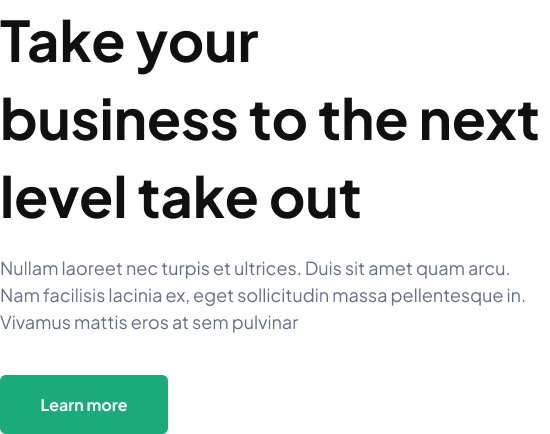 Take your
business to the next
level take out
Nullam laoreet nec turpis et ultrices. Duis sit amet quam arcu.
Nam facilisis lacinia ex, eget sollicitudin massa pellentesque in.
Vivamus mattis eros at sem pulvinar
Learn more